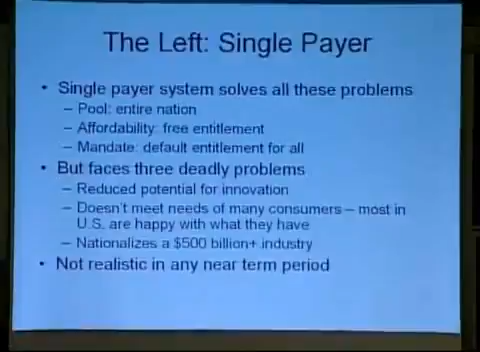 The Left: Single Payer
• Single payer system solves all these problems
– Pool: entire nation
– Affordability: free entitlement
– Mandate: default entitlement for all
• But faces three deadly problems
– Reduced potential for innovation
– Doesn't meet needs of many consumers – most in
U.S. are happy with what they have
– Nationalizes a $500 billion+ industry
• Not realistic in any near term period